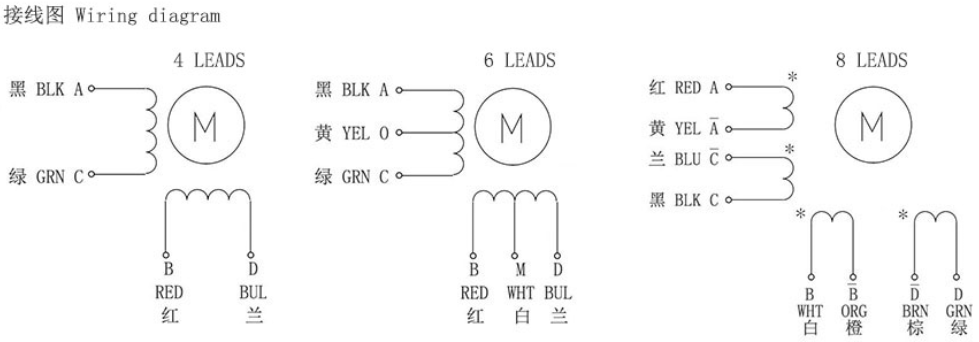 接线图 Wiring diagram
4 LEADS
黑 BLK A
绿 GRN C
M
B D
RED BUL
红 兰
6 LEADS
黑 BLK A
黄 YEL O
绿 GRN C
M
B M D
RED WHT BUL
红 白 兰
8 LEADS
红 RED A *
黄 YEL A̅
兰 BLU C̅ *
黑 BLK C
M
* *
B B̅ D̅ D
WHT ORG BRN GRN
白 橙 棕 绿